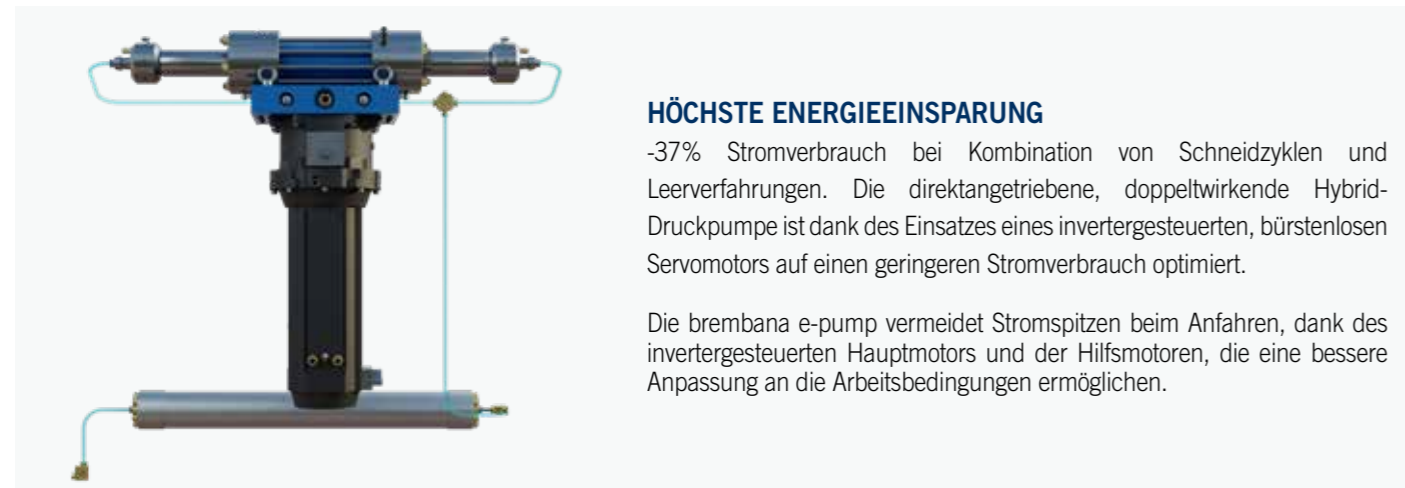 HÖCHSTE ENERGIEEINSPARUNG
-37% Stromverbrauch bei Kombination von Schneidzyklen und
Leerverfahrungen. Die direktangetriebene, doppeltwirkende Hybrid-
Druckpumpe ist dank des Einsatzes eines invertergesteuerten, bürstenlosen
Servomotors auf einen geringeren Stromverbrauch optimiert.
Die brembana e-pump vermeidet Stromspitzen beim Anfahren, dank des
invertergesteuerten Hauptmotors und der Hilfsmotoren, die eine bessere
Anpassung an die Arbeitsbedingungen ermöglichen.